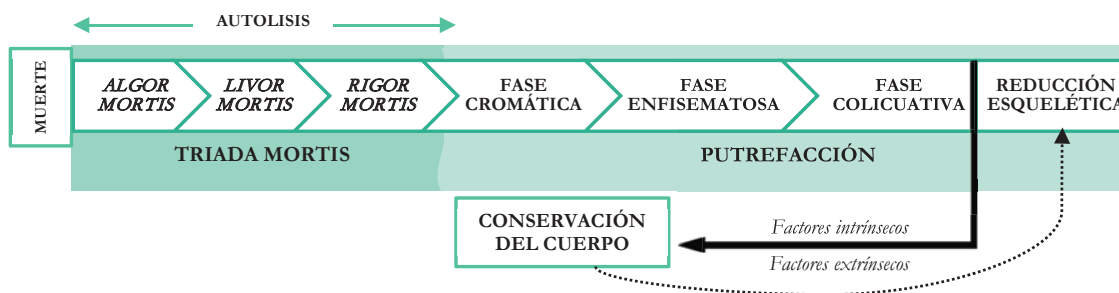 AUTOLISIS
MUERTE
ALGOR
MORTIS
LIVOR
MORTIS
RIGOR
MORTIS
FASE
CROMÁTICA
FASE
ENFISEMATOSA
FASE
COLICUATIVA
REDUCCIÓN
ESQUELÉTICA
TRIADA MORTIS
PUTREFACCIÓN
CONSERVACIÓN
DEL CUERPO
Factores intrínsecos
Factores extrínsecos